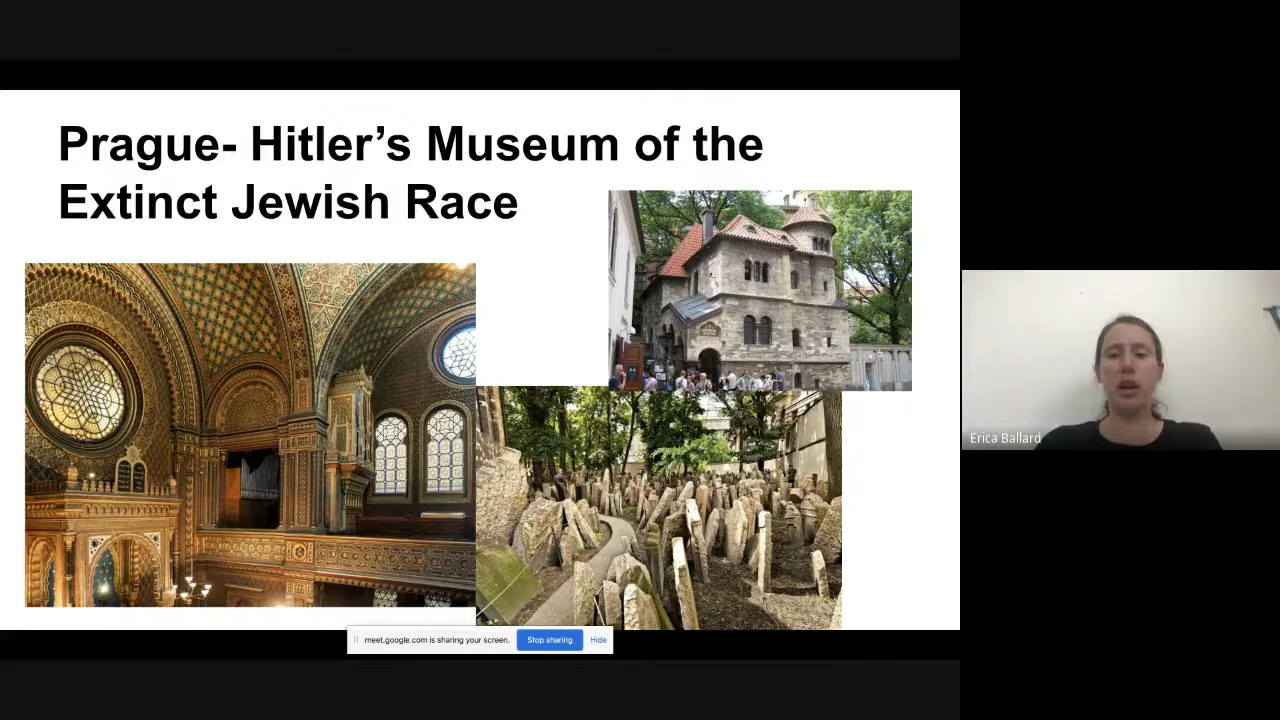 Prague- Hitler’s Museum of the
Extinct Jewish Race
Erica Ballard
meet.google.com is sharing your screen.
Stop sharing
Hide